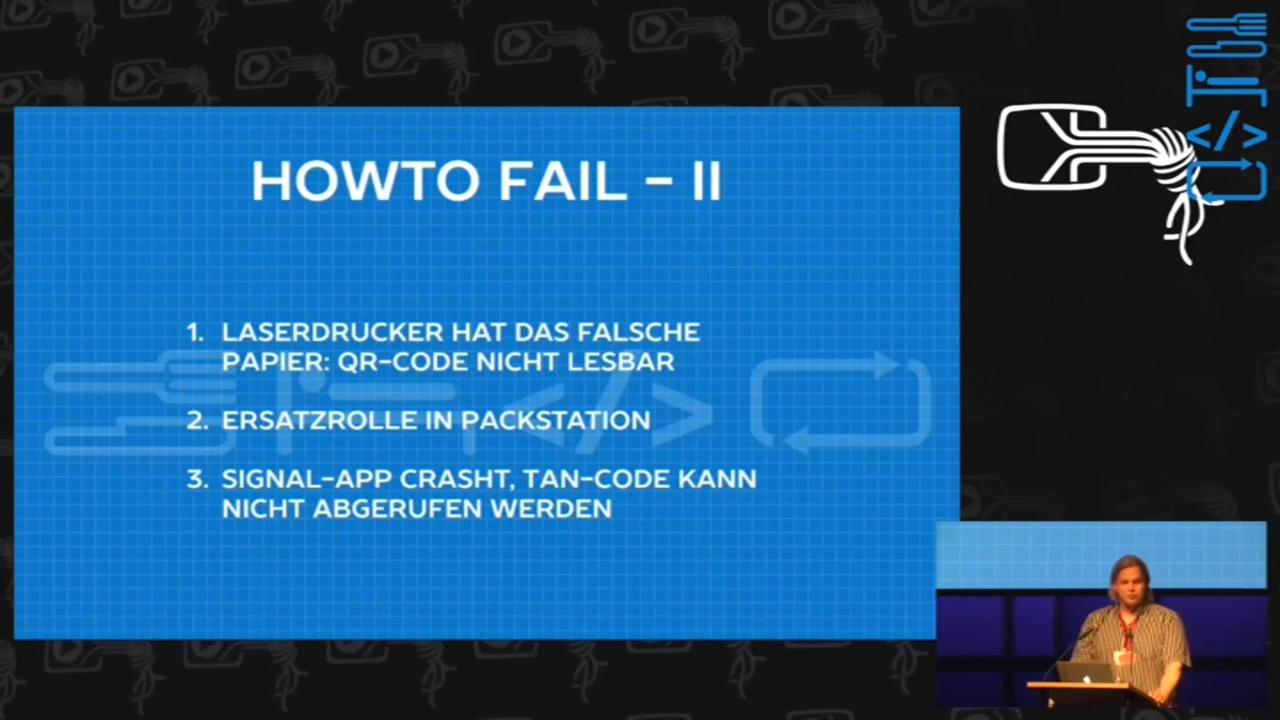 HOWTO FAIL - II
1. LASERDRUCKER HAT DAS FALSCHE
PAPIER: QR-CODE NICHT LESBAR
2. ERSATZROLLE IN PACKSTATION
3. SIGNAL-APP CRASHT, TAN-CODE KANN
NICHT ABGERUFEN WERDEN